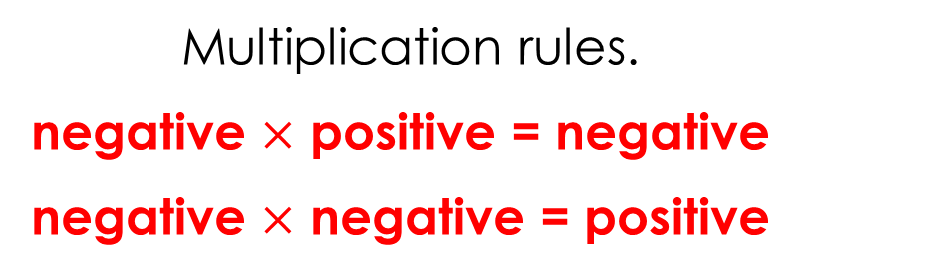 Multiplication rules.
negative × positive = negative
negative × negative = positive